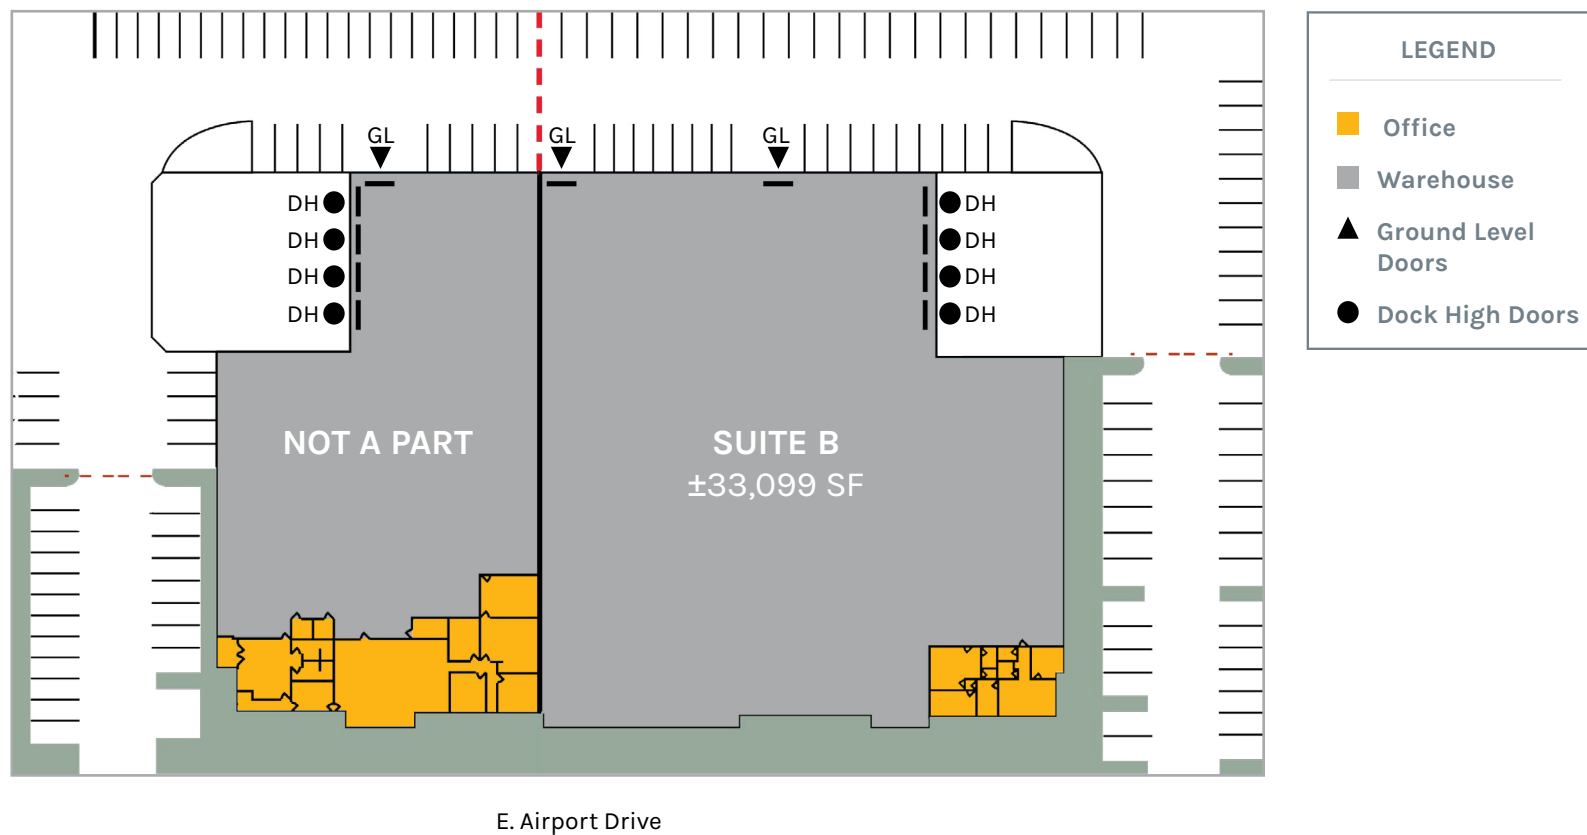 LEGEND
Office
Warehouse
Ground Level
Doors
Dock High Doors
GL
GL
GL
DH
DH
DH
DH
DH
DH
DH
DH
NOT A PART
SUITE B
±33,099 SF
E. Airport Drive